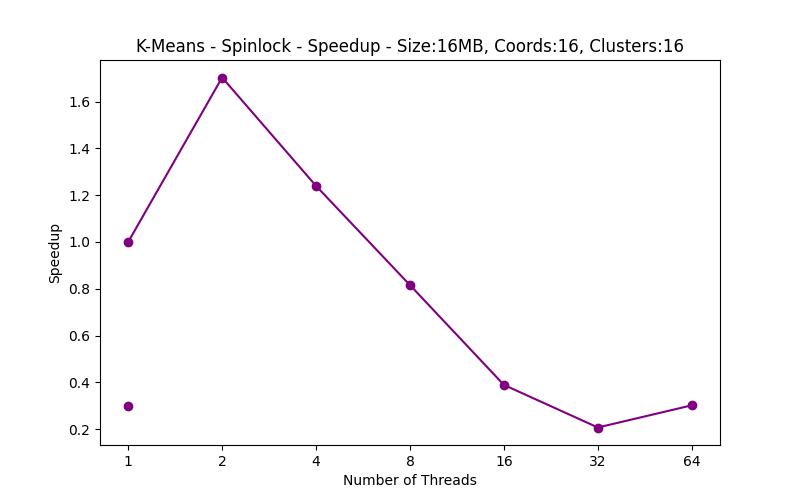 K-Means - Spinlock - Speedup - Size:16MB, Coords:16, Clusters:16
1.6
1.4
1.2
1.0
0.8
0.6
0.4
0.2
Speedup
1 2 4 8 16 32 64
Number of Threads